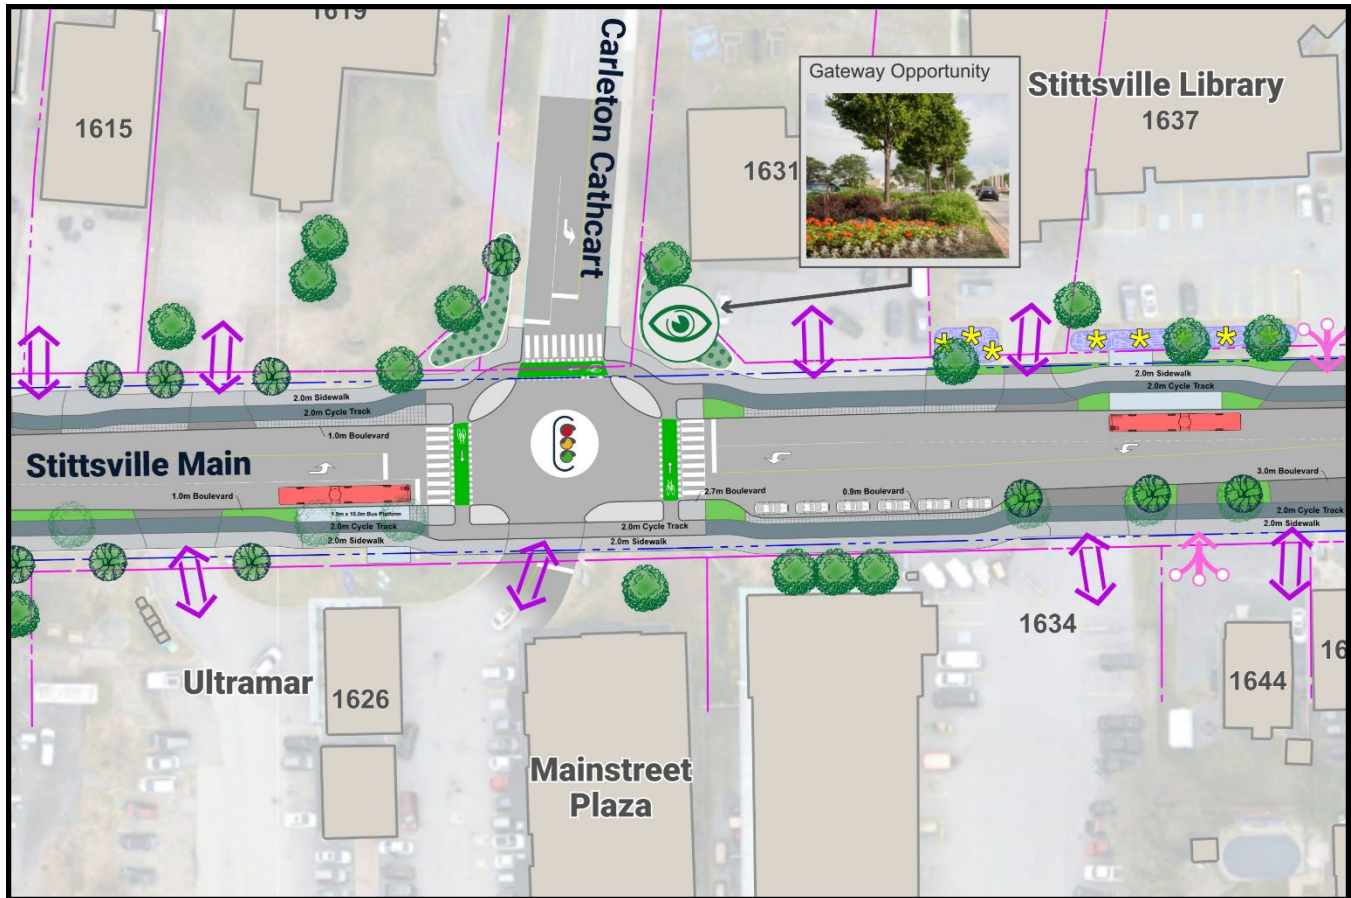 1619
Carleton Cathcart
Gateway Opportunity
Stittsville Library
1637
1615
1631
2.0m Sidewalk
2.0m Cycle Track
2.0m Sidewalk
2.0m Cycle Track
1.0m Boulevard
Stittsville Main
1.0m Boulevard
2.7m Boulevard
0.9m Boulevard
3.0m Boulevard
2.0m Cycle Track
2.0m Sidewalk
2.0m Cycle Track
2.0m Sidewalk
2.0m Cycle Track
2.0m Sidewalk
1634
Ultramar
1626
1644
16
Mainstreet
Plaza